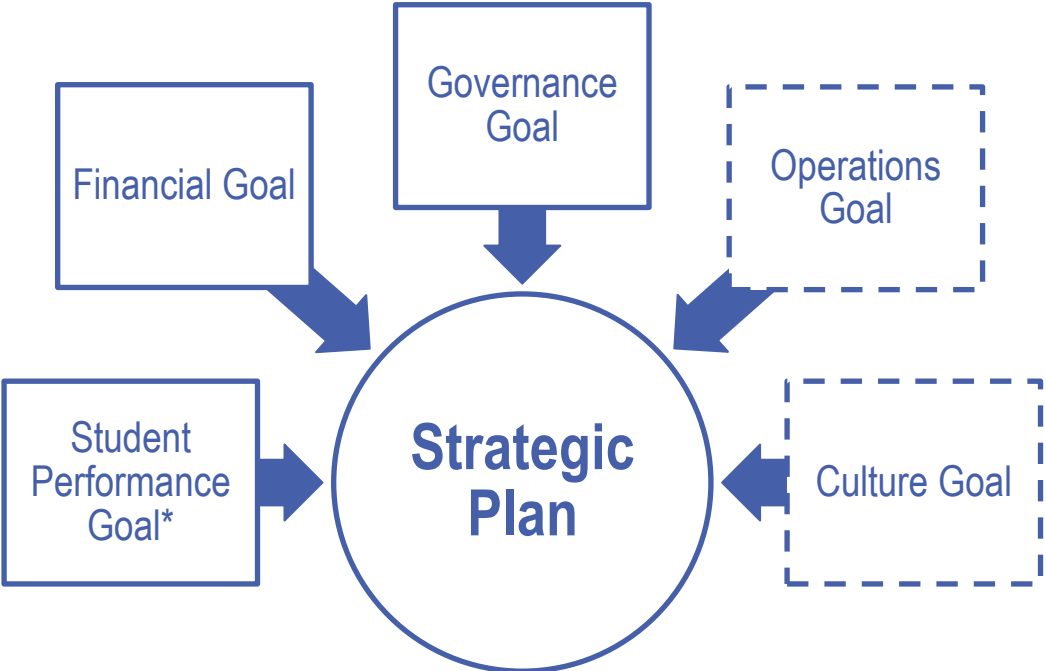 Governance
Goal
Financial Goal
Operations
Goal
Student
Performance
Goal*
Strategic
Plan
Culture Goal